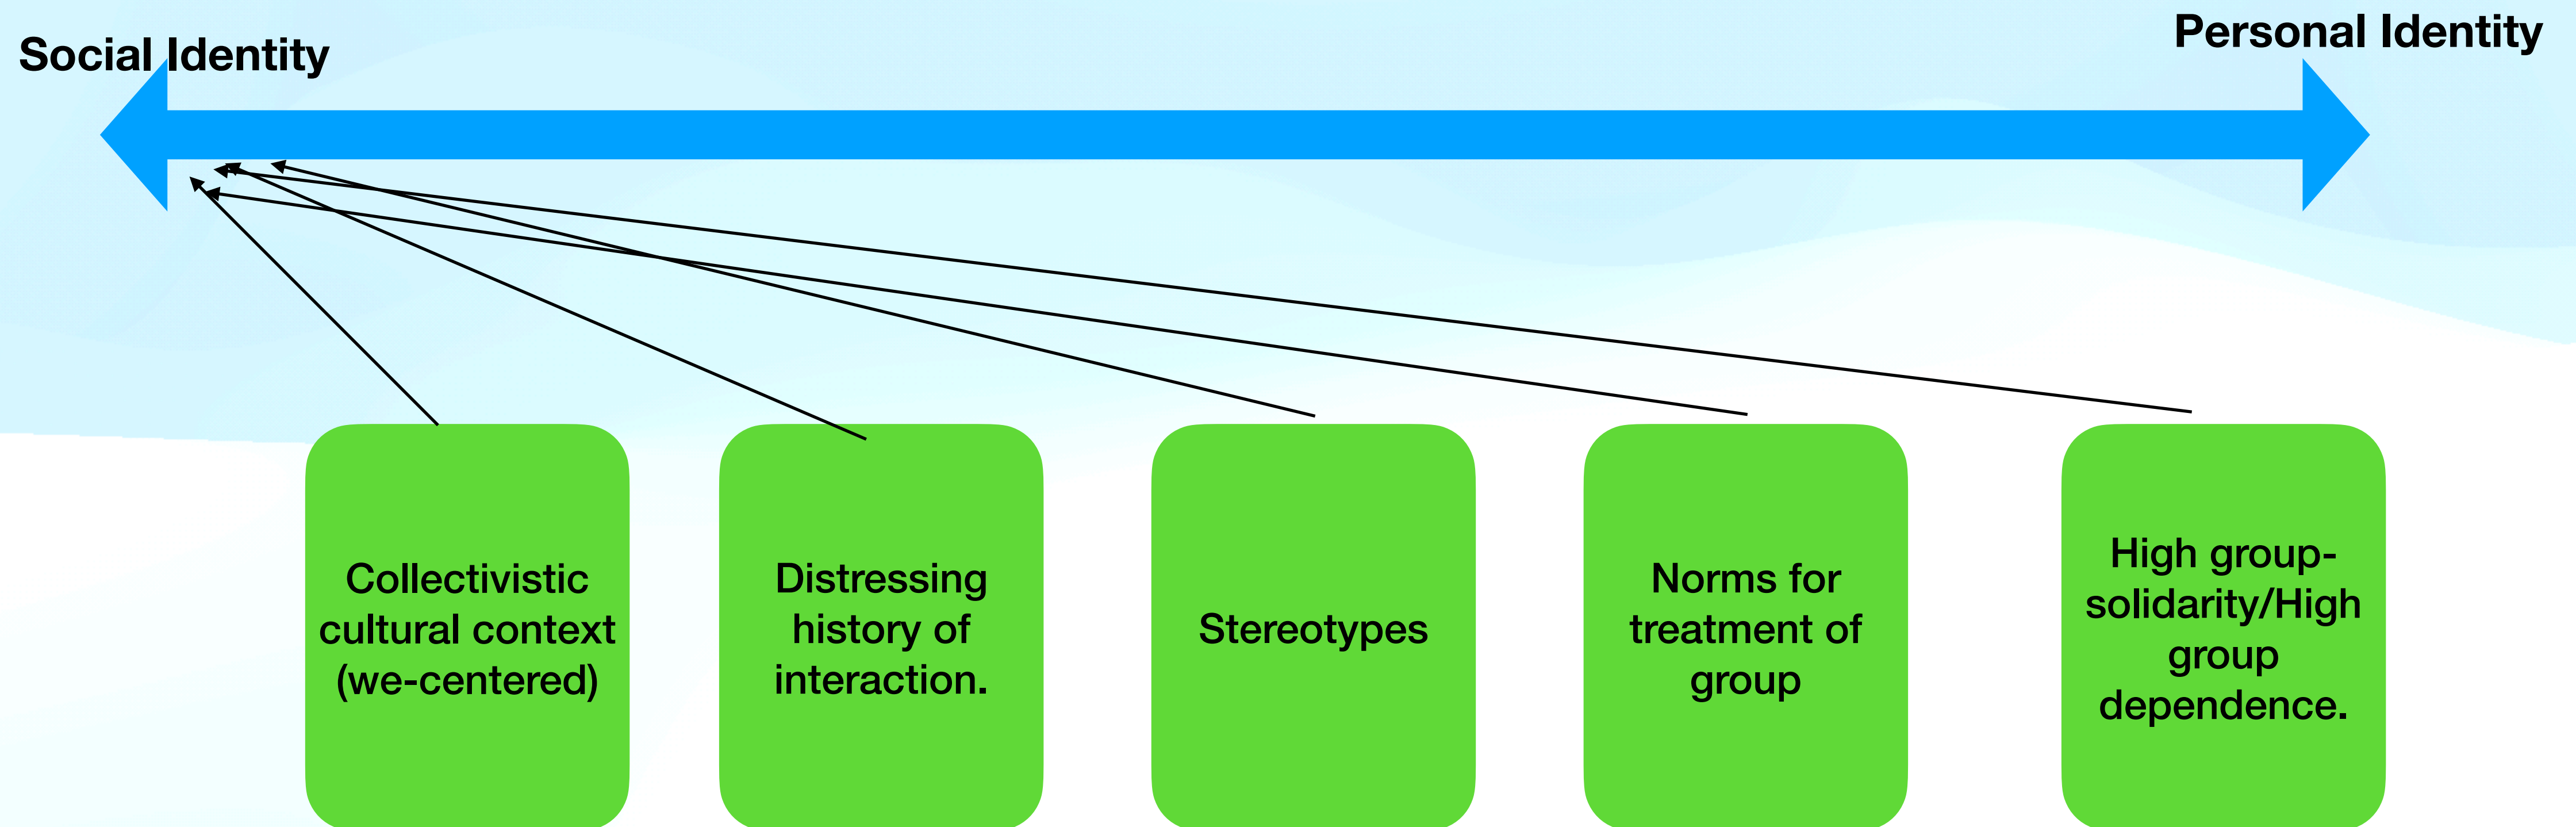 Social Identity
Personal Identity
Collectivistic
cultural context
(we-centered)
Distressing
history of
interaction.
Stereotypes
Norms for
treatment of
group
High group-
solidarity/High
group
dependence.